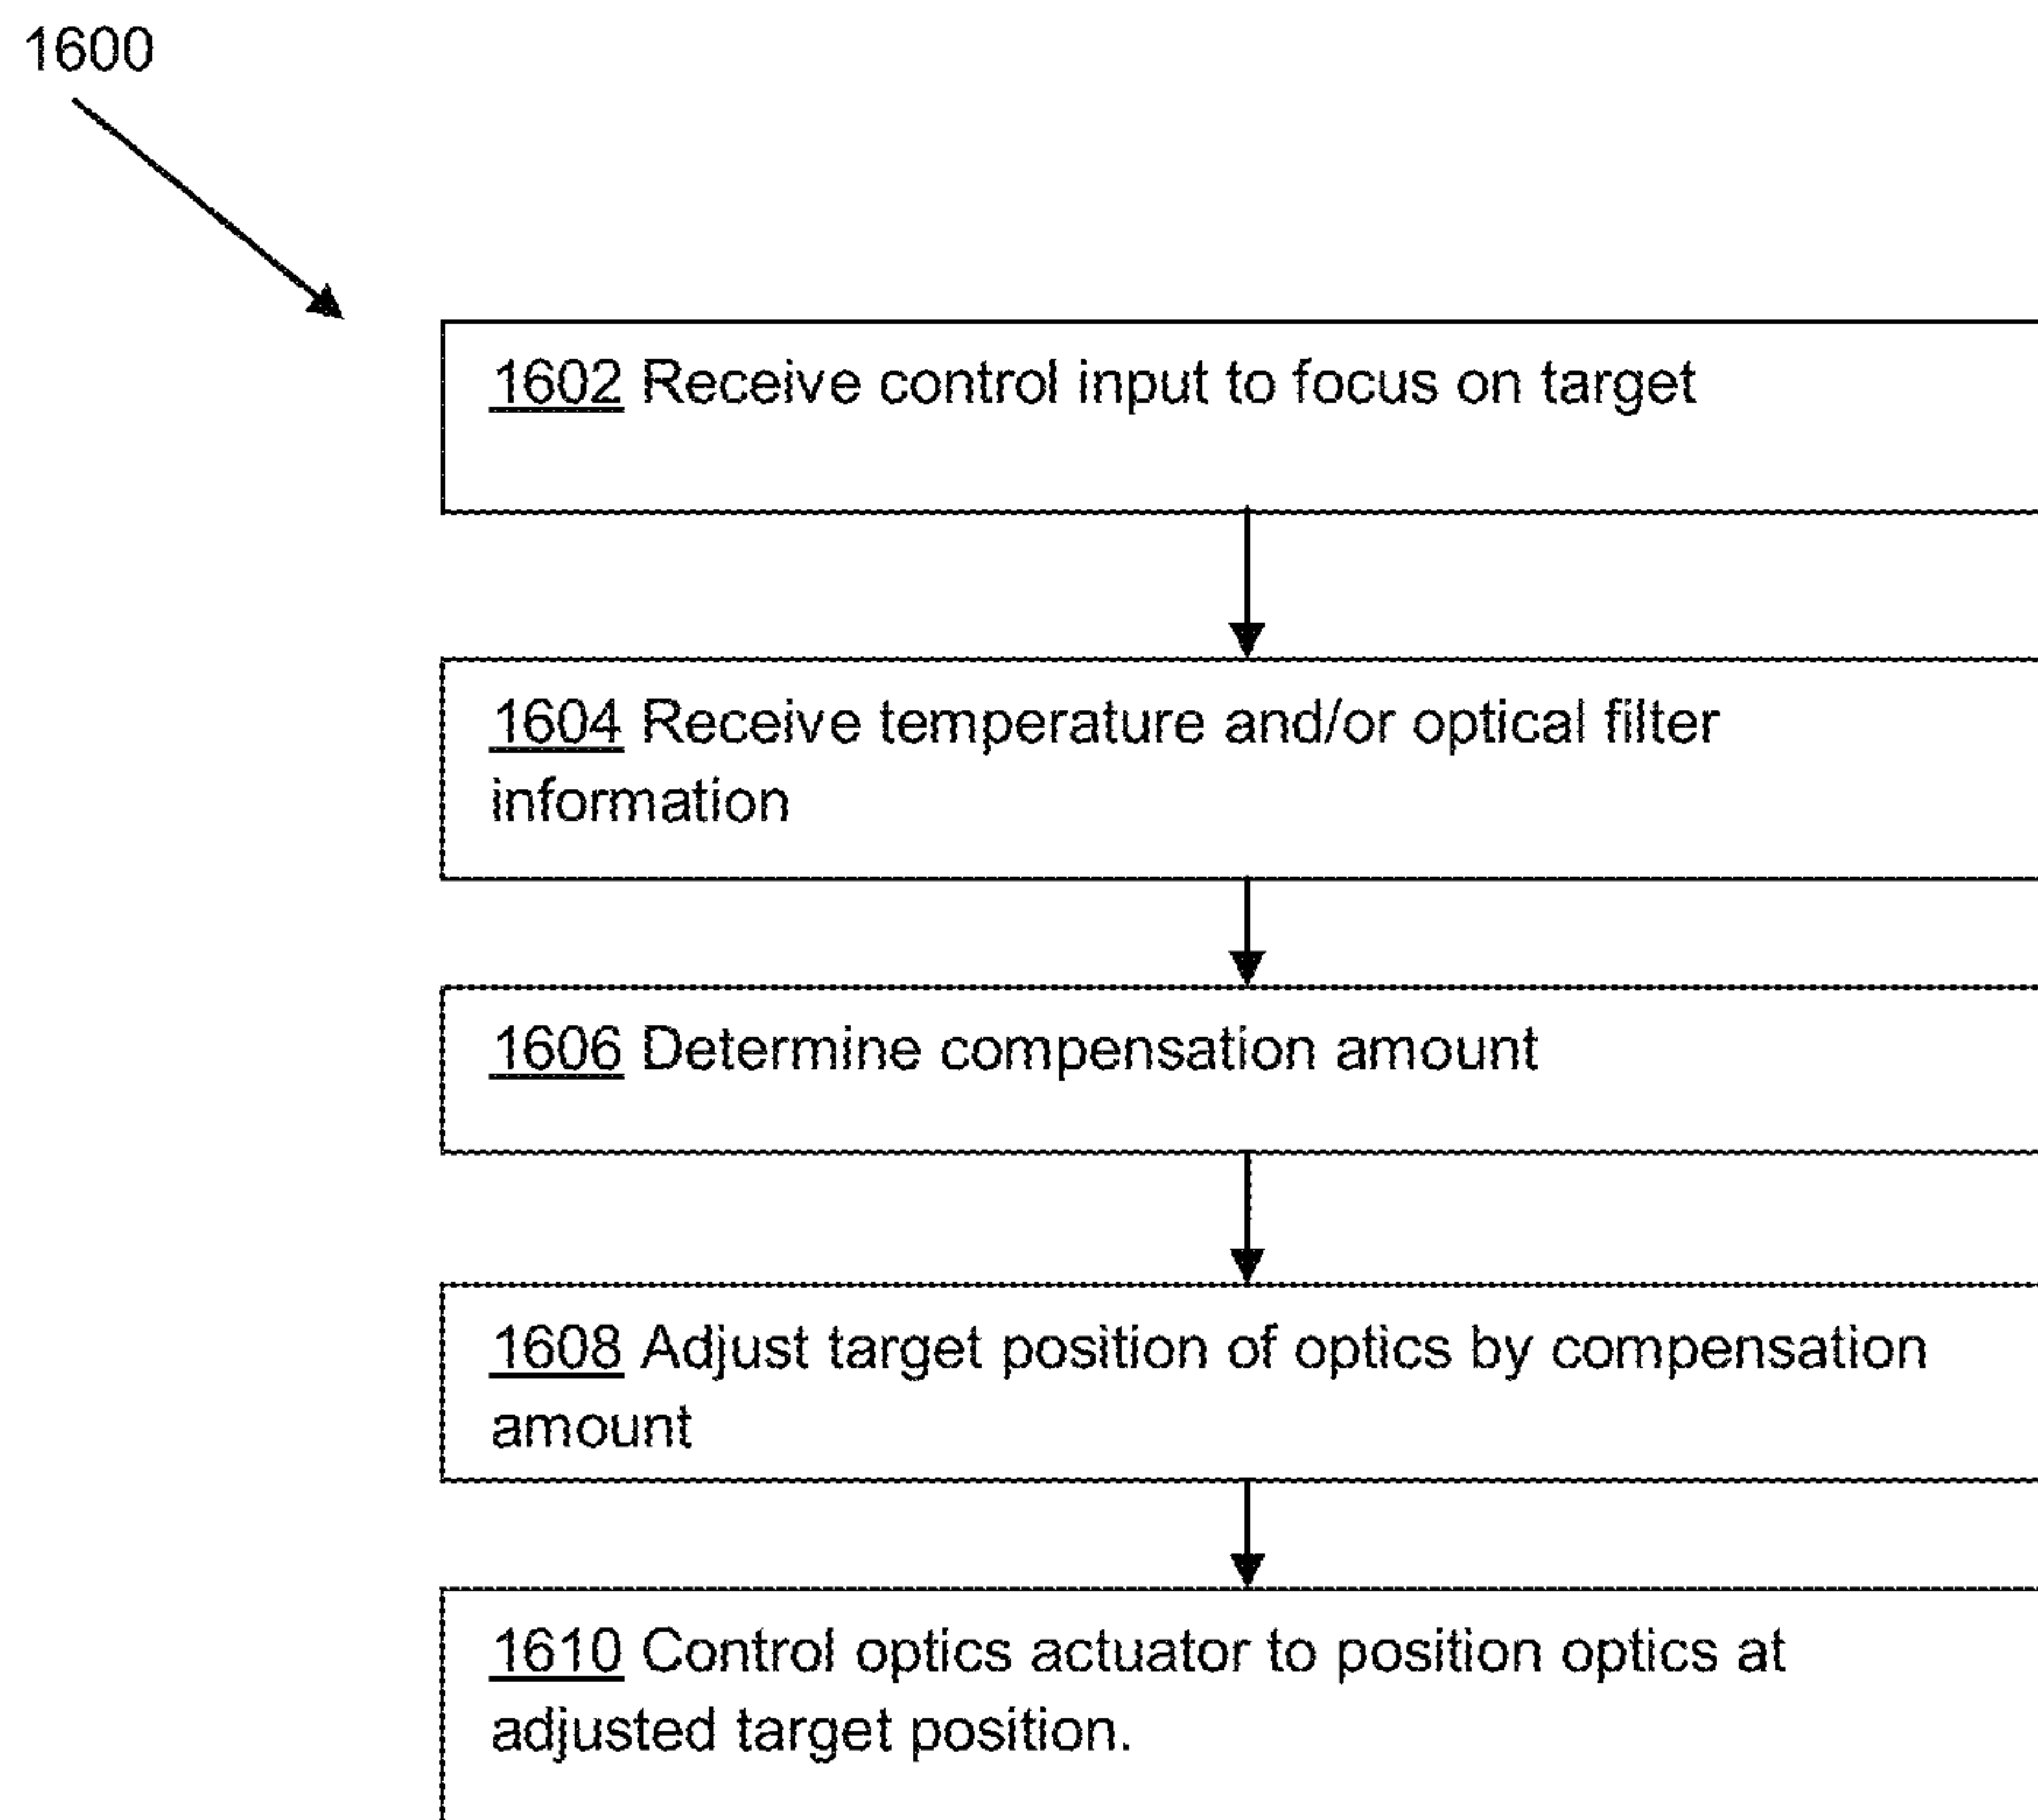 1600
1602 Receive control input to focus on target
1604 Receive temperature and/or optical filter
information
1606 Determine compensation amount
1608 Adjust target position of optics by compensation
amount
1610 Control optics actuator to position optics at
adjusted target position.